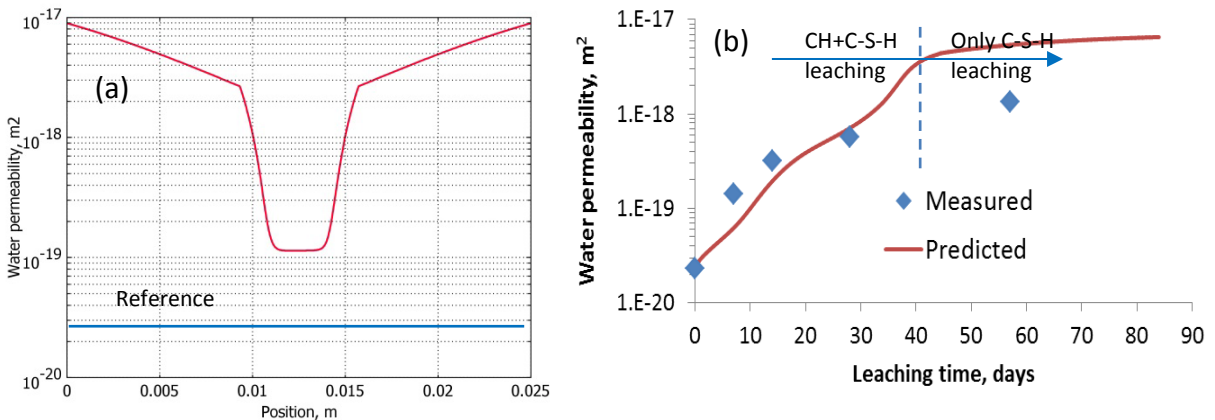 (a)
Water permeability, m2
10-17
10-18
10-19
10-20
Reference
0
0.005
0.01
0.015
0.02
0.025
Position, m
(b)
Water permeability, m²
1.E-17
1.E-18
1.E-19
1.E-20
CH+C-S-H
leaching
Only C-S-H
leaching
Measured
Predicted
0 10 20 30 40 50 60 70 80 90
Leaching time, days